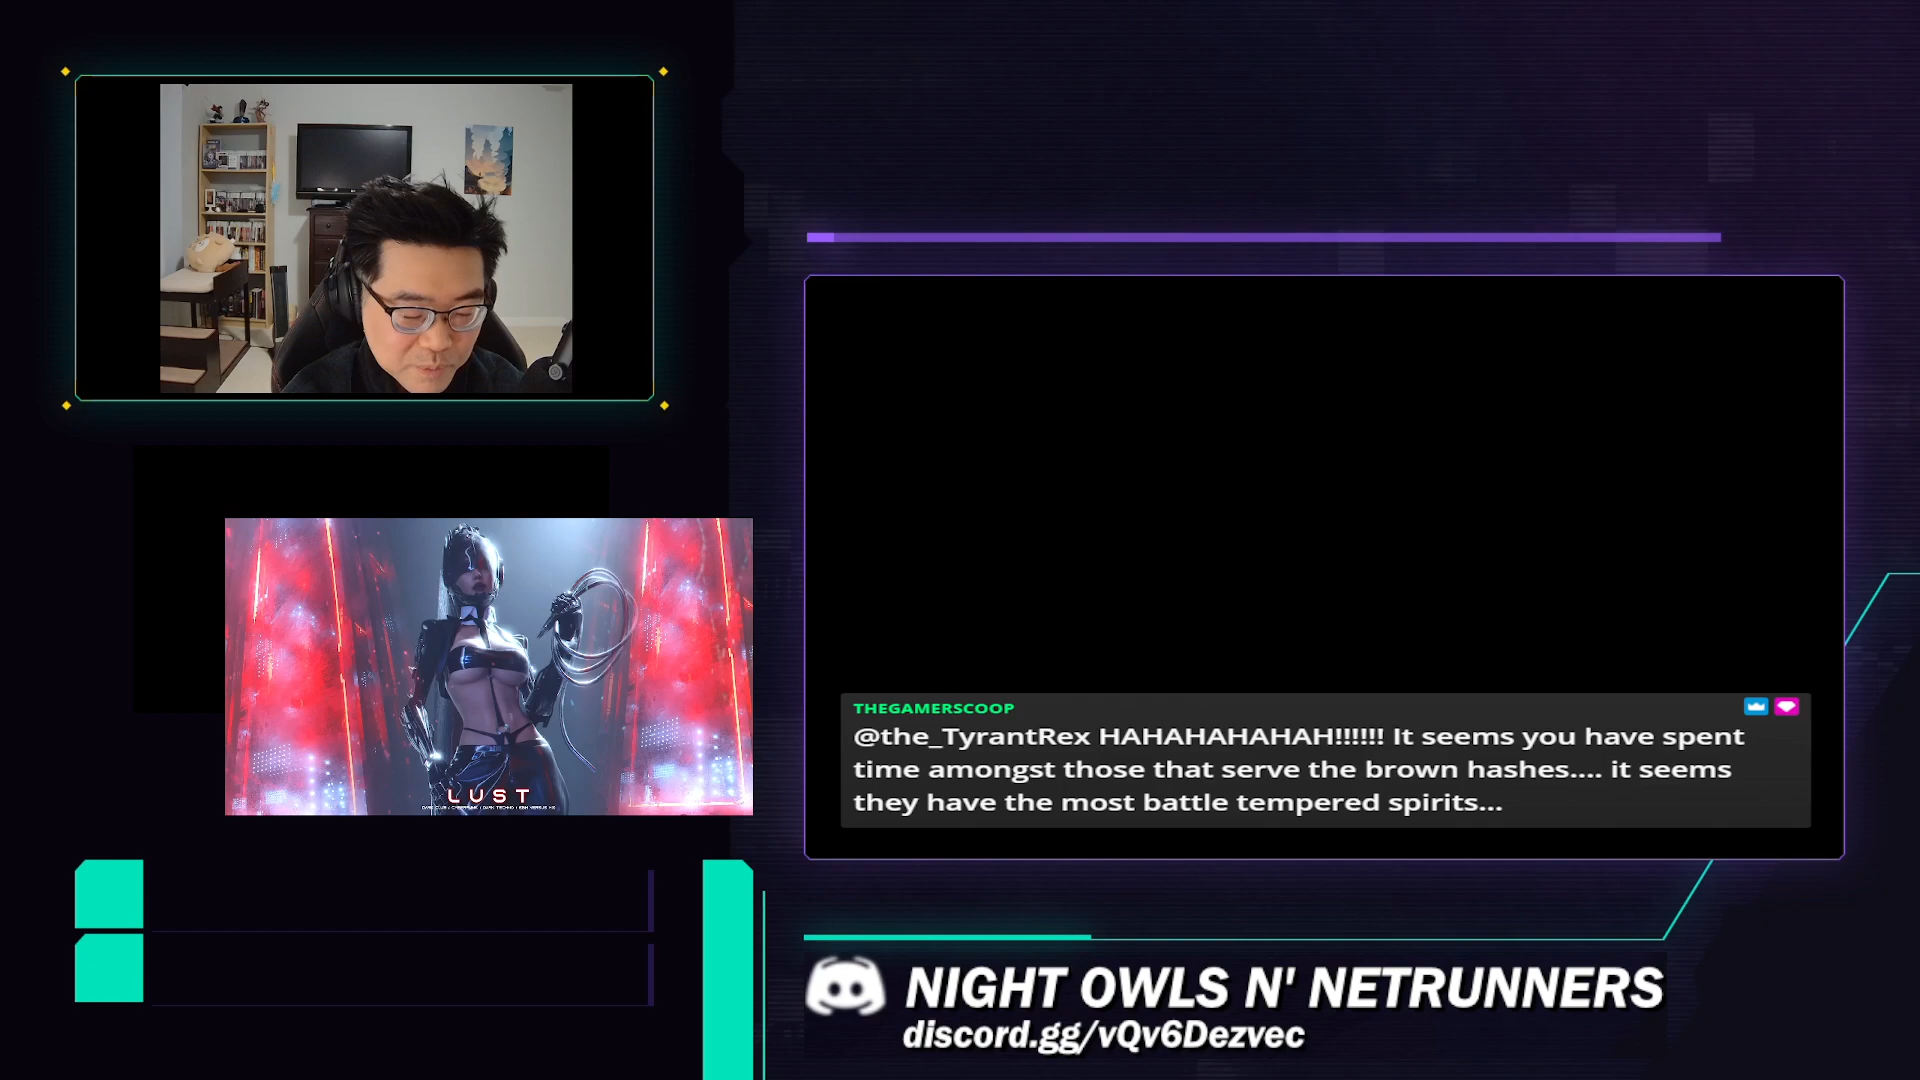 LUST
THEGAMERSCOOP
@the_TyrantRex HAHAHAHAHAH!!!!!! It seems you have spent
time amongst those that serve the brown hashes.... it seems
they have the most battle tempered spirits...
NIGHT OWLS N' NETRUNNERS
discord.gg/vQv6Dezvec